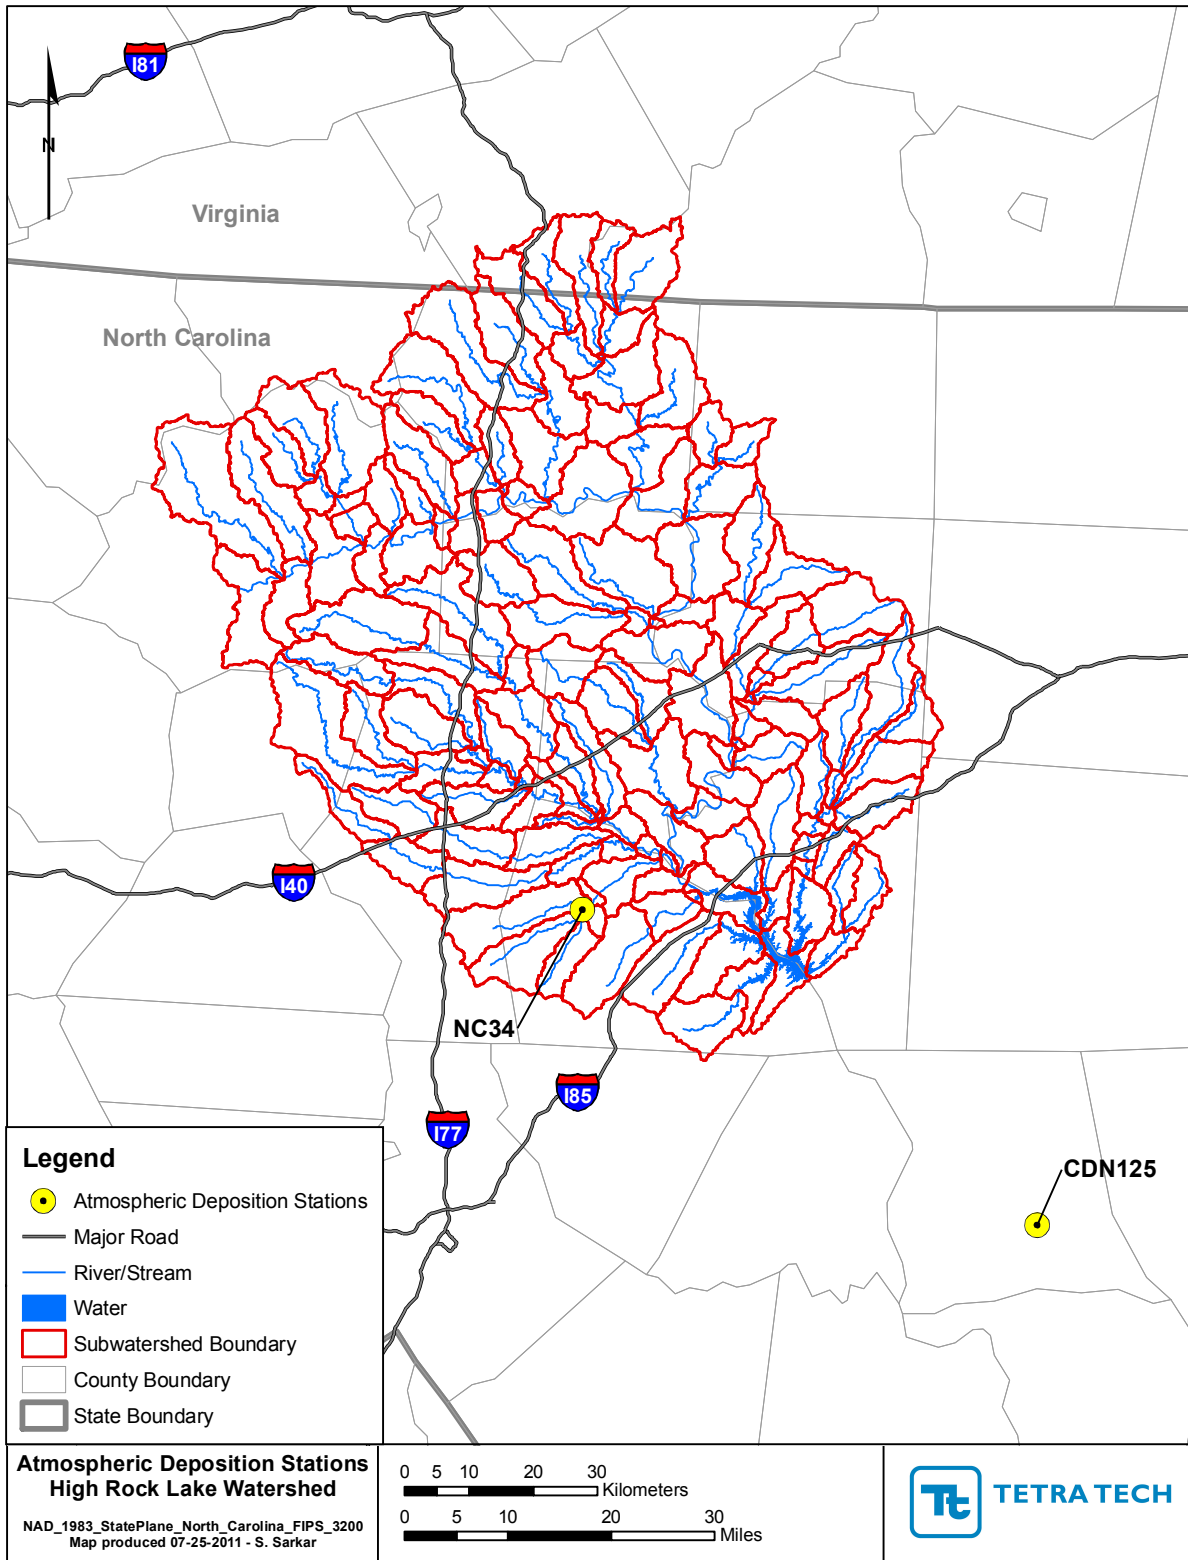 I81
N
Virginia
North Carolina
I40
NC34
I85
I77
CDN125
Legend
Atmospheric Deposition Stations
Major Road
River/Stream
Water
Subwatershed Boundary
County Boundary
State Boundary
Atmospheric Deposition Stations
High Rock Lake Watershed
NAD_1983_StatePlane_North_Carolina_FIPS_3200
Map produced 07-25-2011 - S. Sarkar
0 5 10 20 30
Kilometers
0 5 10 20 30
Miles
Tt TETRA TECH